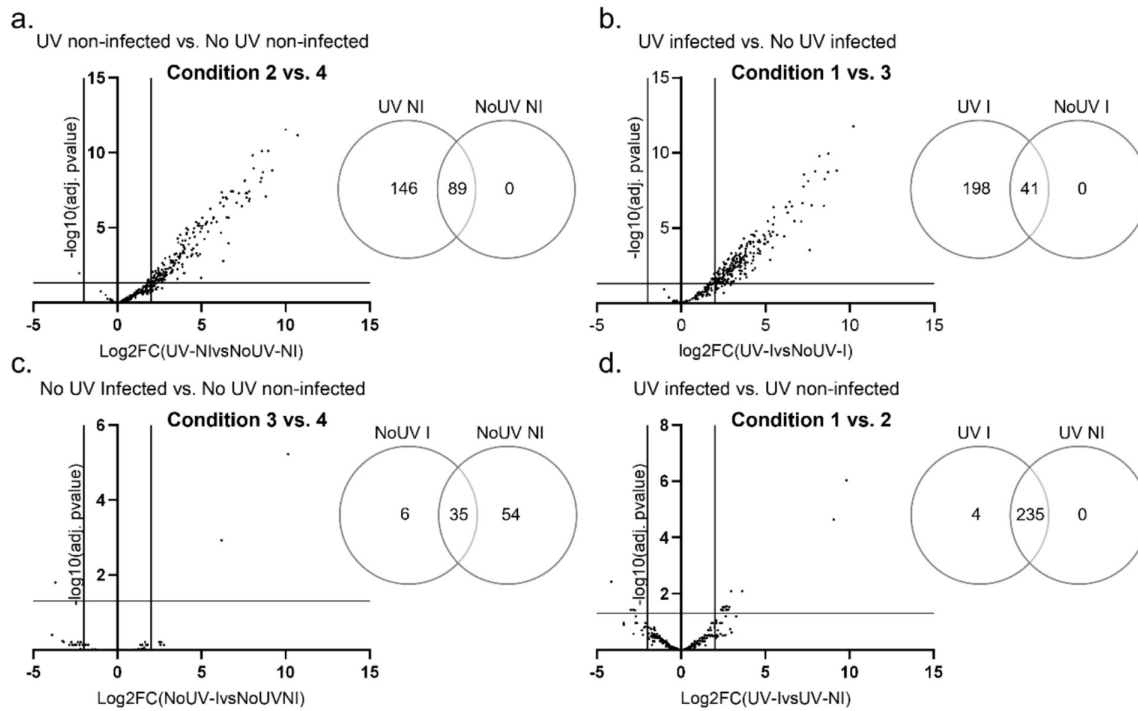 a.
UV non-infected vs. No UV non-infected
Condition 2 vs. 4
15
10
5
-log10(adj. pvalue)
-5
0
5
10
15
Log2FC(UV-NIvsNoUV-NI)
UV NI
NoUV NI
146
89
0
b.
UV infected vs. No UV infected
Condition 1 vs. 3
15
10
5
-log10(adj. pvalue)
-5
0
5
10
15
log2FC(UV-IvsNoUV-I)
UV I
NoUV I
198
41
0
c.
No UV Infected vs. No UV non-infected
Condition 3 vs. 4
6
4
2
-log10(adj. pvalue)
-5
0
5
10
15
Log2FC(NoUV-IvsNoUVNI)
NoUV I
NoUV NI
6
35
54
d.
UV infected vs. UV non-infected
Condition 1 vs. 2
8
6
4
2
-log10(adj. pvalue)
-5
0
5
10
15
Log2FC(UV-IvsUV-NI)
UV I
UV NI
4
235
0